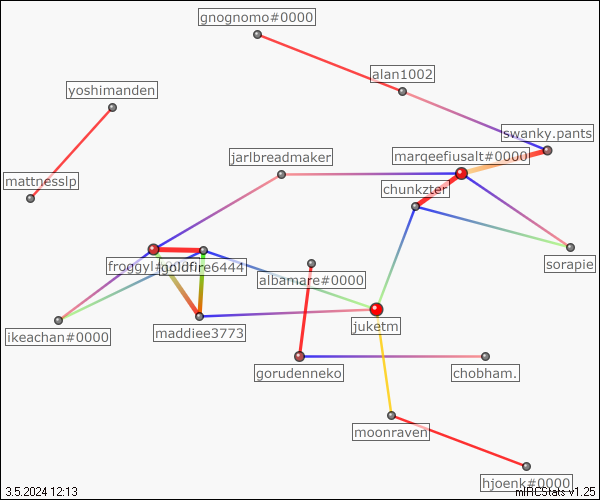 gnognomo#0000
alan1002
yoshimanden
swanky.pants
jarlbreadmaker
marqeefiusalt#0000
mattnesslp
chunkzter
sorapie
froggyl
goldfire6444
albamare#0000
ikeachan#0000
maddiee3773
juketm
gorudenneko
chobham.
moonraven
hjoenk#0000
3.5.2024 12:13
mIRCStats v1.25